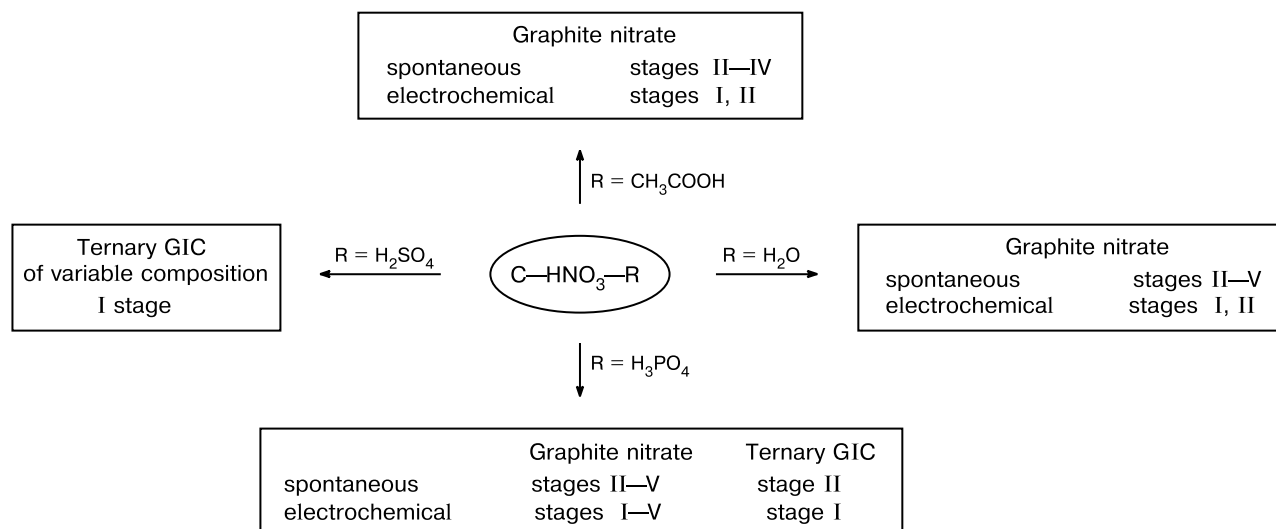 Graphite nitrate
spontaneous stages II—IV
electrochemical stages I, II
R = CH₃COOH
Ternary GIC
of variable composition
I stage
R = H₂SO₄
C—HNO₃—R
R = H₂O
Graphite nitrate
spontaneous stages II—V
electrochemical stages I, II
R = H₃PO₄
Graphite nitrate Ternary GIC
spontaneous stages II—V stage II
electrochemical stages I—V stage I